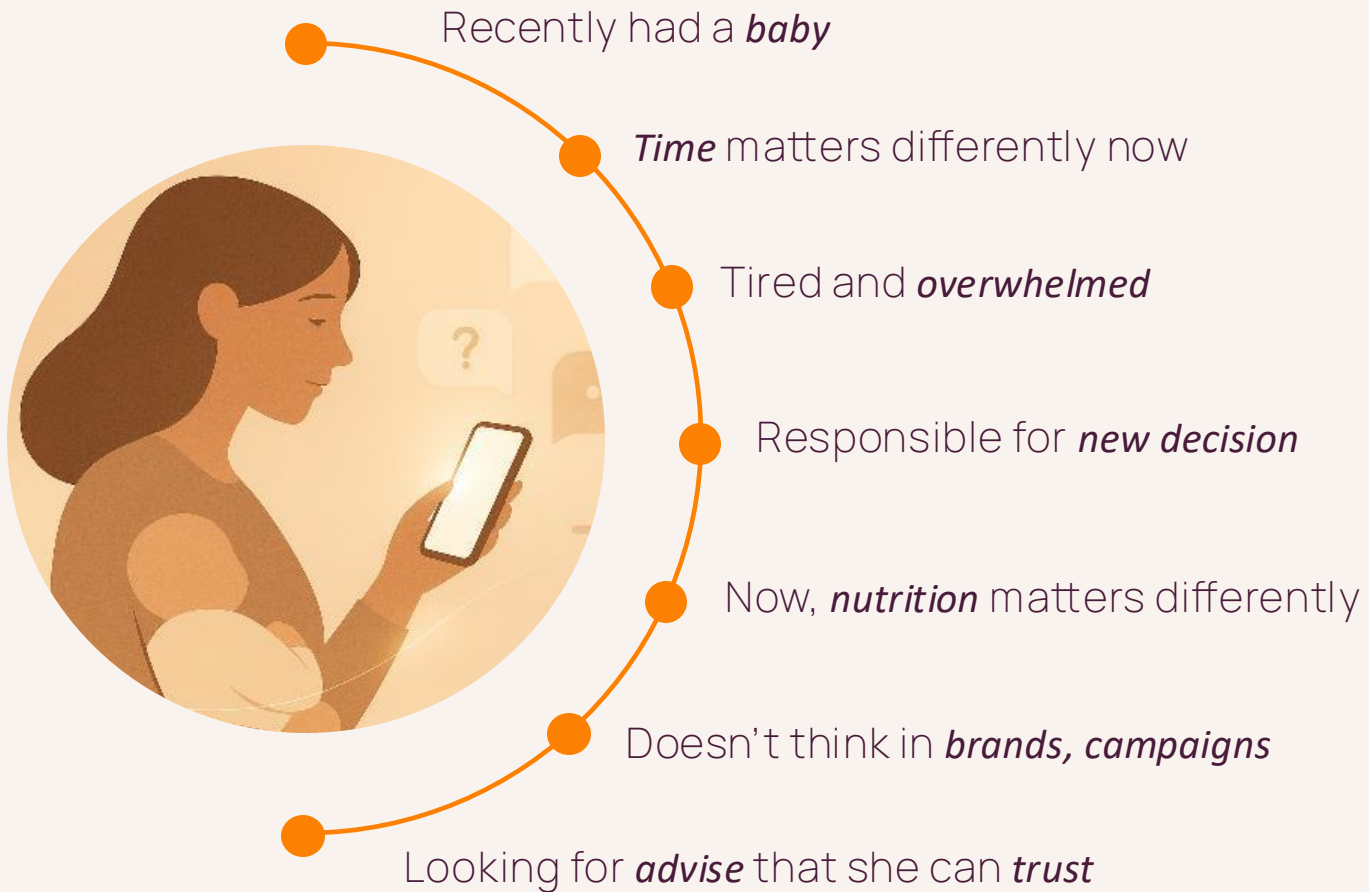 Recently had a baby
Time matters differently now
Tired and overwhelmed
?
Responsible for new decision
Now, nutrition matters differently
Doesn't think in brands, campaigns
Looking for advise that she can trust